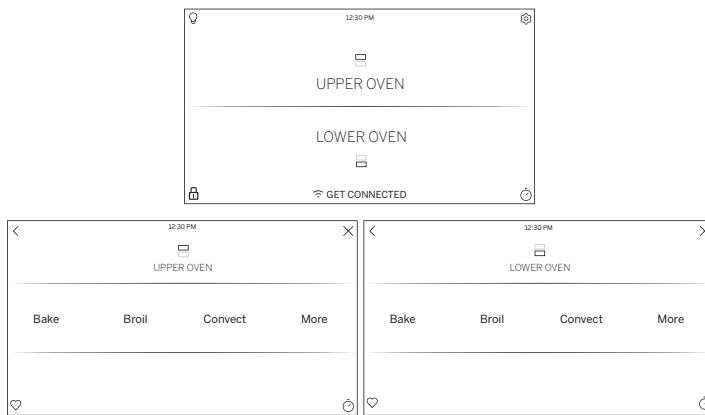 12:30 PM
UPPER OVEN
LOWER OVEN
GET CONNECTED
12:30 PM
UPPER OVEN
Bake Broil Convect More
12:30 PM
LOWER OVEN
Bake Broil Convect More